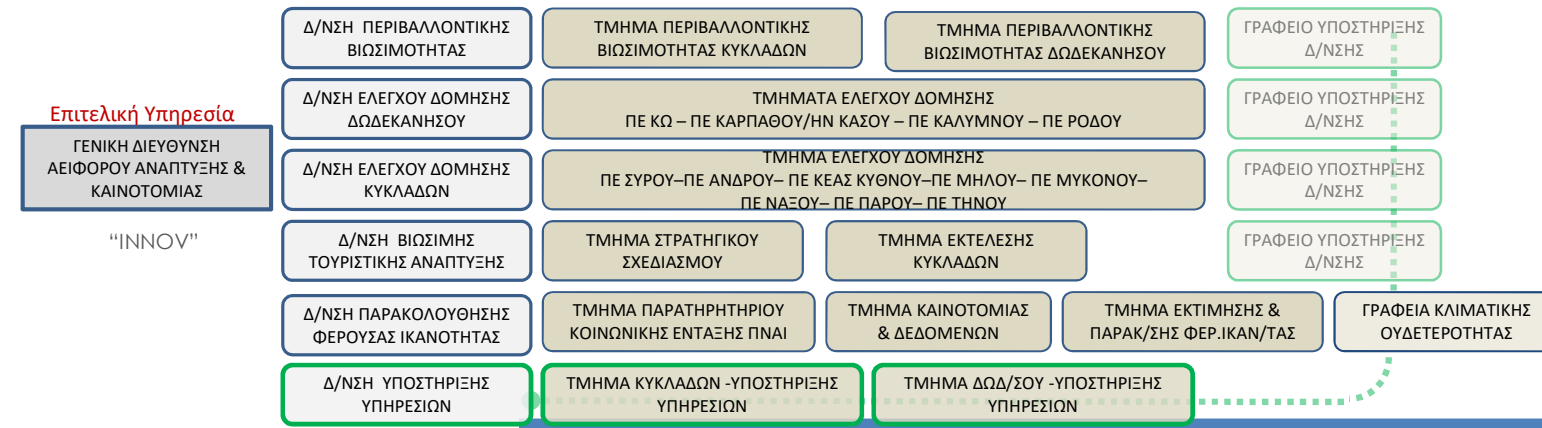 Δ/ΝΣΗ ΠΕΡΙΒΑΛΛΟΝΤΙΚΗΣ
ΒΙΩΣΙΜΟΤΗΤΑΣ
ΤΜΗΜΑ ΠΕΡΙΒΑΛΛΟΝΤΙΚΗΣ
ΒΙΩΣΙΜΟΤΗΤΑΣ ΚΥΚΛΑΔΩΝ
ΤΜΗΜΑ ΠΕΡΙΒΑΛΛΟΝΤΙΚΗΣ
ΒΙΩΣΙΜΟΤΗΤΑΣ ΔΩΔΕΚΑΝΗΣΟΥ
ΓΡΑΦΕΙΟ ΥΠΟΣΤΗΡΙΞΗΣ
Δ/ΝΣΗΣ
Επιτελική Υπηρεσία
ΓΕΝΙΚΗ ΔΙΕΥΘΥΝΣΗ
ΑΕΙΦΟΡΟΥ ΑΝΑΠΤΥΞΗΣ &
ΚΑΙΝΟΤΟΜΙΑΣ
“INNOV”
Δ/ΝΣΗ ΕΛΕΓΧΟΥ ΔΟΜΗΣΗΣ
ΔΩΔΕΚΑΝΗΣΟΥ
ΤΜΗΜΑΤΑ ΕΛΕΓΧΟΥ ΔΟΜΗΣΗΣ
ΠΕ ΚΩ – ΠΕ ΚΑΡΠΑΘΟΥ/ΗΝ ΚΑΣΟΥ – ΠΕ ΚΑΛΥΜΝΟΥ – ΠΕ ΡΟΔΟΥ
ΓΡΑΦΕΙΟ ΥΠΟΣΤΗΡΙΞΗΣ
Δ/ΝΣΗΣ
Δ/ΝΣΗ ΕΛΕΓΧΟΥ ΔΟΜΗΣΗΣ
ΚΥΚΛΑΔΩΝ
ΤΜΗΜΑ ΕΛΕΓΧΟΥ ΔΟΜΗΣΗΣ
ΠΕ ΣΥΡΟΥ–ΠΕ ΑΝΔΡΟΥ– ΠΕ ΚΕΑΣ ΚΥΘΝΟΥ–ΠΕ ΜΗΛΟΥ– ΠΕ ΜΥΚΟΝΟΥ–
ΠΕ ΝΑΞΟΥ– ΠΕ ΠΑΡΟΥ– ΠΕ ΤΗΝΟΥ
ΓΡΑΦΕΙΟ ΥΠΟΣΤΗΡΙΞΗΣ
Δ/ΝΣΗΣ
Δ/ΝΣΗ ΒΙΩΣΙΜΗΣ
ΤΟΥΡΙΣΤΙΚΗΣ ΑΝΑΠΤΥΞΗΣ
ΤΜΗΜΑ ΣΤΡΑΤΗΓΙΚΟΥ
ΣΧΕΔΙΑΣΜΟΥ
ΤΜΗΜΑ ΕΚΤΕΛΕΣΗΣ
ΚΥΚΛΑΔΩΝ
ΓΡΑΦΕΙΟ ΥΠΟΣΤΗΡΙΞΗΣ
Δ/ΝΣΗΣ
Δ/ΝΣΗ ΠΑΡΑΚΟΛΟΥΘΗΣΗΣ
ΦΕΡΟΥΣΑΣ ΙΚΑΝΟΤΗΤΑΣ
ΤΜΗΜΑ ΠΑΡΑΤΗΡΗΤΗΡΙΟΥ
ΚΟΙΝΩΝΙΚΗΣ ΕΝΤΑΞΗΣ ΠΝΑΙ
ΤΜΗΜΑ ΚΑΙΝΟΤΟΜΙΑΣ
& ΔΕΔΟΜΕΝΩΝ
ΤΜΗΜΑ ΕΚΤΙΜΗΣΗΣ &
ΠΑΡΑΚ/ΣΗΣ ΦΕΡ.ΙΚΑΝ/ΤΑΣ
ΓΡΑΦΕΙΑ ΚΛΙΜΑΤΙΚΗΣ
ΟΥΔΕΤΕΡΟΤΗΤΑΣ
Δ/ΝΣΗ ΥΠΟΣΤΗΡΙΞΗΣ
ΥΠΗΡΕΣΙΩΝ
ΤΜΗΜΑ ΚΥΚΛΑΔΩΝ -ΥΠΟΣΤΗΡΙΞΗΣ
ΥΠΗΡΕΣΙΩΝ
ΤΜΗΜΑ ΔΩΔ/ΣΟΥ -ΥΠΟΣΤΗΡΙΞΗΣ
ΥΠΗΡΕΣΙΩΝ